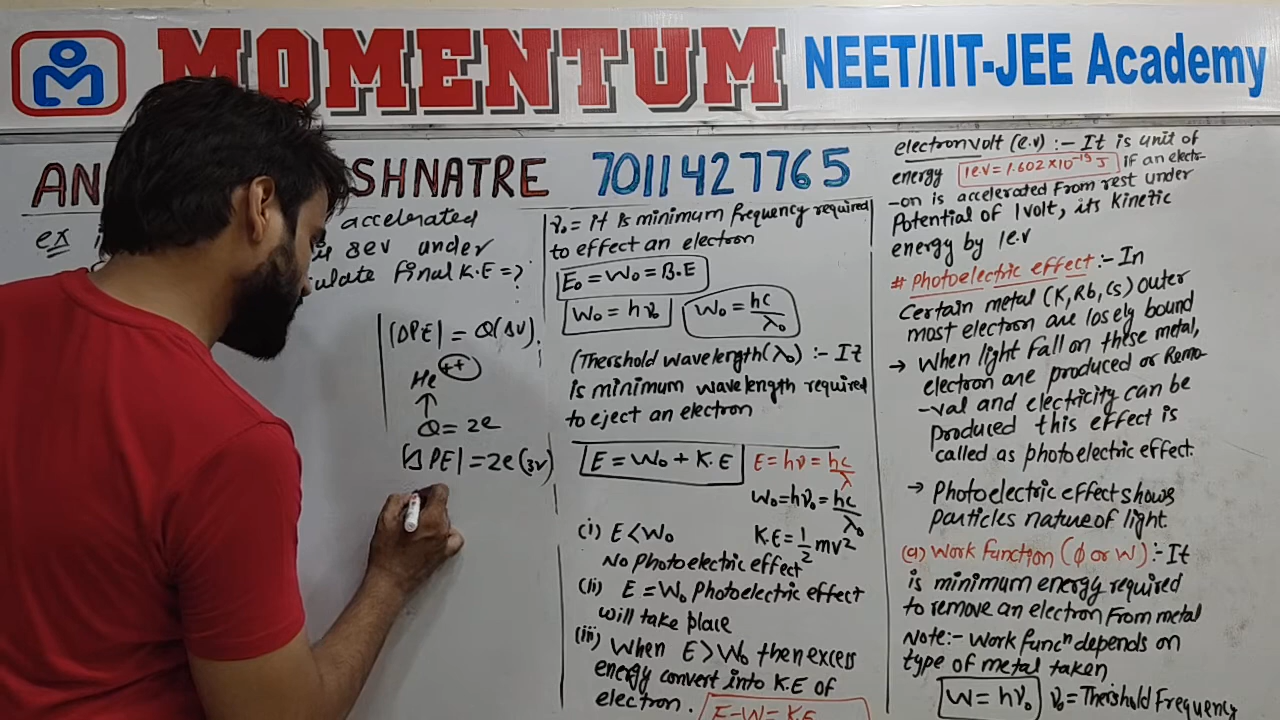 MOMENTUM NEET/IIT-JEE Academy
AN SHNATRE 7011427765
ex accelerated
is 8ev under
ulate final K.E=?
|DPE| = Q(ΔV).
He⁺⁺
↑
Q= 2e
|ΔPE|=2e(3v)
ν₀= it is minimum frequency required
to effect an electron
E₀=W₀=B.E
W₀=hν₀
W₀=hc/λ₀
(Thershold wavelength(λ₀) :- It
is minimum wavelength required
to eject an electron
E=W₀+K.E E=hν=hc/λ
W₀=hν₀=hc/λ₀
(i) E<W₀ K.E=1/2 mv²
No Photoelectric effect
(ii) E=W₀ Photoelectric effect
will take place
(iii) When E>W₀ then excess
energy convert into K.E of
electron. E-W=K.E
electronvolt (e.v) :- It is unit of
energy 1e.v=1.602×10⁻¹⁹J if an electr-
-on is accelerated from rest under
Potential of 1volt, its kinetic
energy by 1e.v
# Photoelectric effect:- In
certain metal (K,Rb,Cs) outer
most electron are losely bound
→ When light fall on these metal,
electron are produced or Remo
-val and electricity can be
produced this effect is
called as photoelectric effect.
→ Photoelectric effect shows
particles nature of light.
(a) Work function (ϕ or W) :- It
is minimum energy required
to remove an electron from metal
Note:- Work funcⁿ depends on
type of metal taken
W=hν₀ ν₀=Thershold Frequency